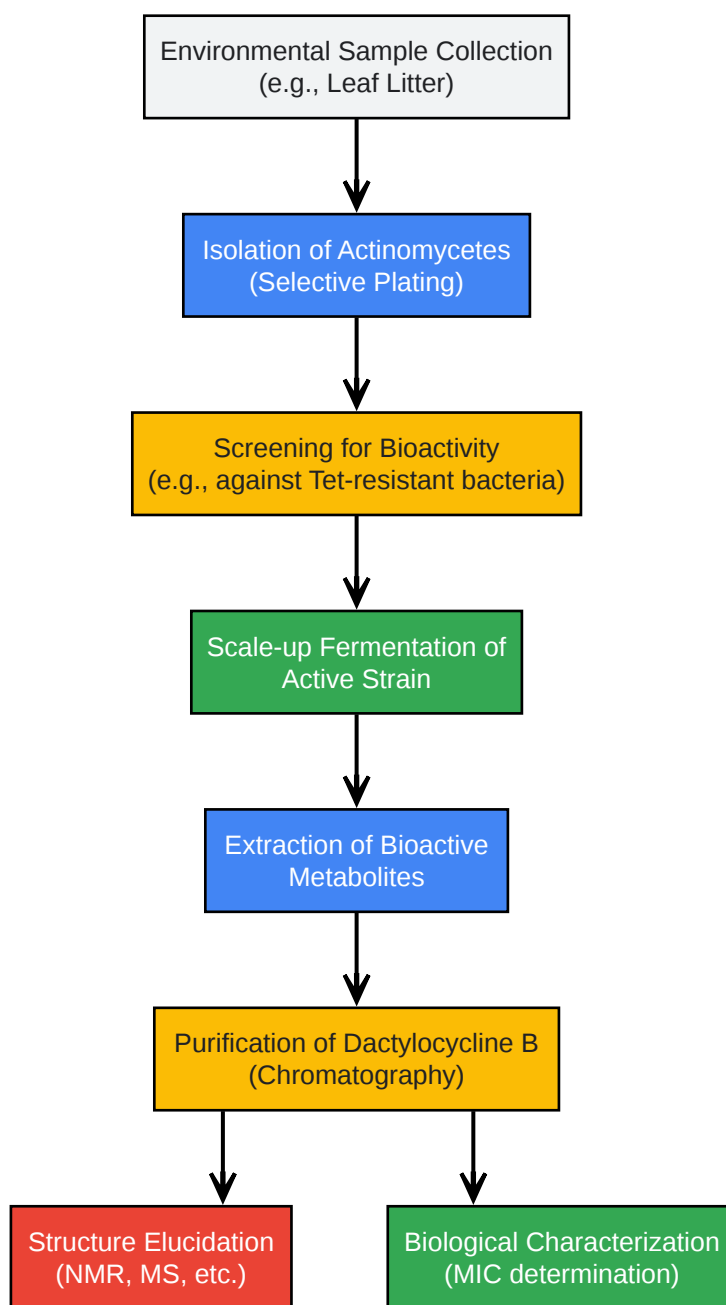 Environmental Sample Collection
(e.g., Leaf Litter)
Isolation of Actinomycetes
(Selective Plating)
Screening for Bioactivity
(e.g., against Tet-resistant bacteria)
Scale-up Fermentation of
Active Strain
Extraction of Bioactive
Metabolites
Purification of Dactylocycline B
(Chromatography)
Structure Elucidation
(NMR, MS, etc.)
Biological Characterization
(MIC determination)